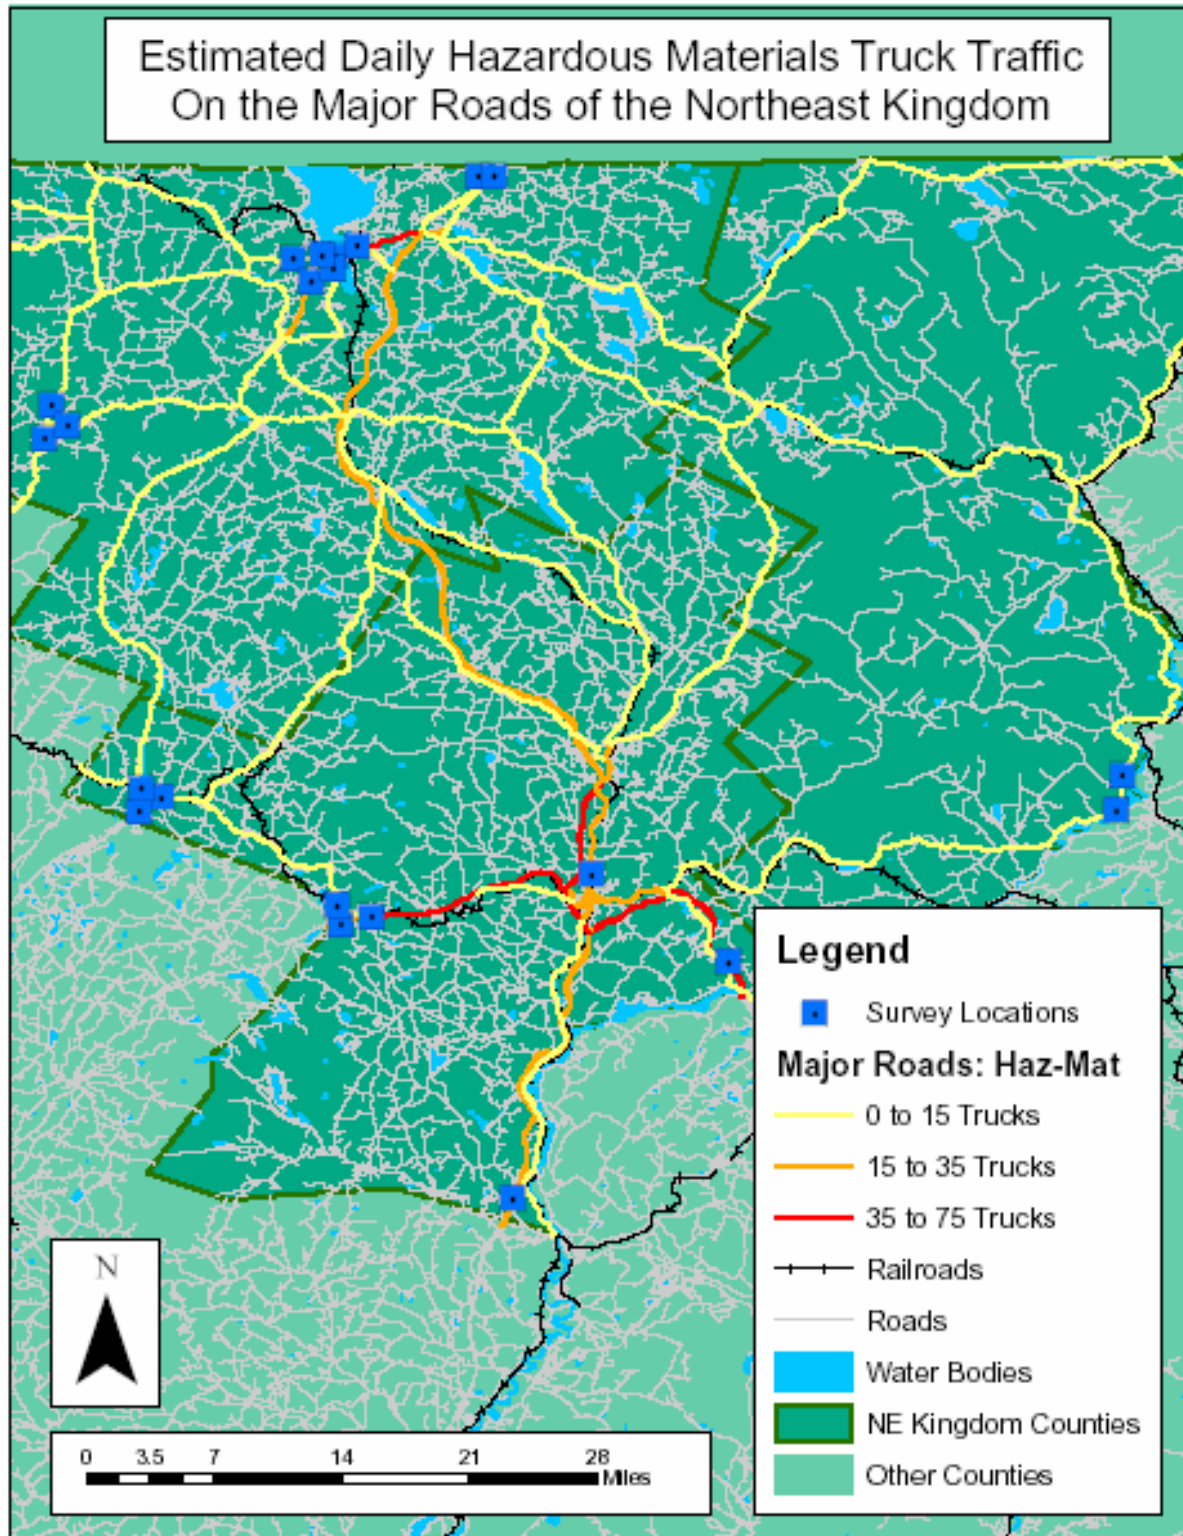 Estimated Daily Hazardous Materials Truck Traffic
On the Major Roads of the Northeast Kingdom
Legend
Survey Locations
Major Roads: Haz-Mat
0 to 15 Trucks
15 to 35 Trucks
35 to 75 Trucks
Railroads
Roads
Water Bodies
NE Kingdom Counties
Other Counties
N
0 3.5 7 14 21 28
Miles